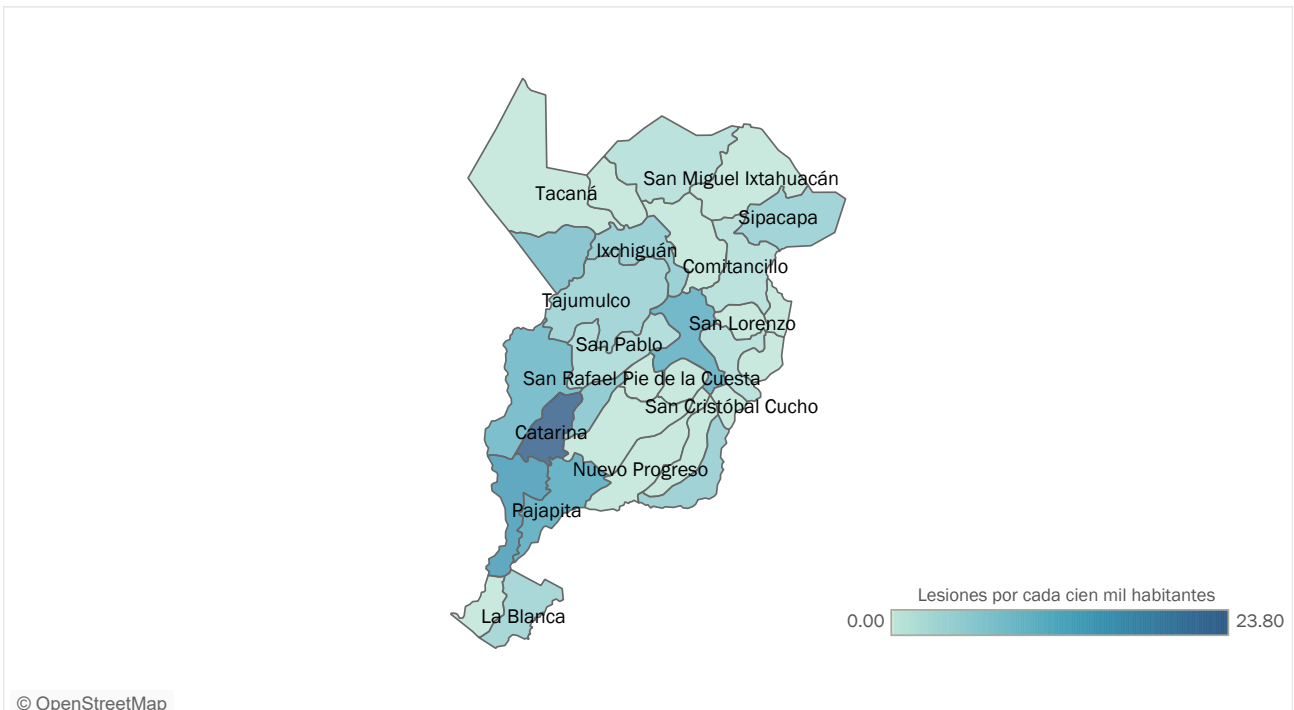 San Miguel Ixtahuacán
Tacaná
Sipacapa
Ixchiguán
Comitancillo
Tajumulco
San Lorenzo
San Pablo
San Rafael Pie de la Cuesta
San Cristóbal Cucho
Catarina
Nuevo Progreso
Pajapita
La Blanca
Lesiones por cada cien mil habitantes
0.00
23.80
© OpenStreetMap